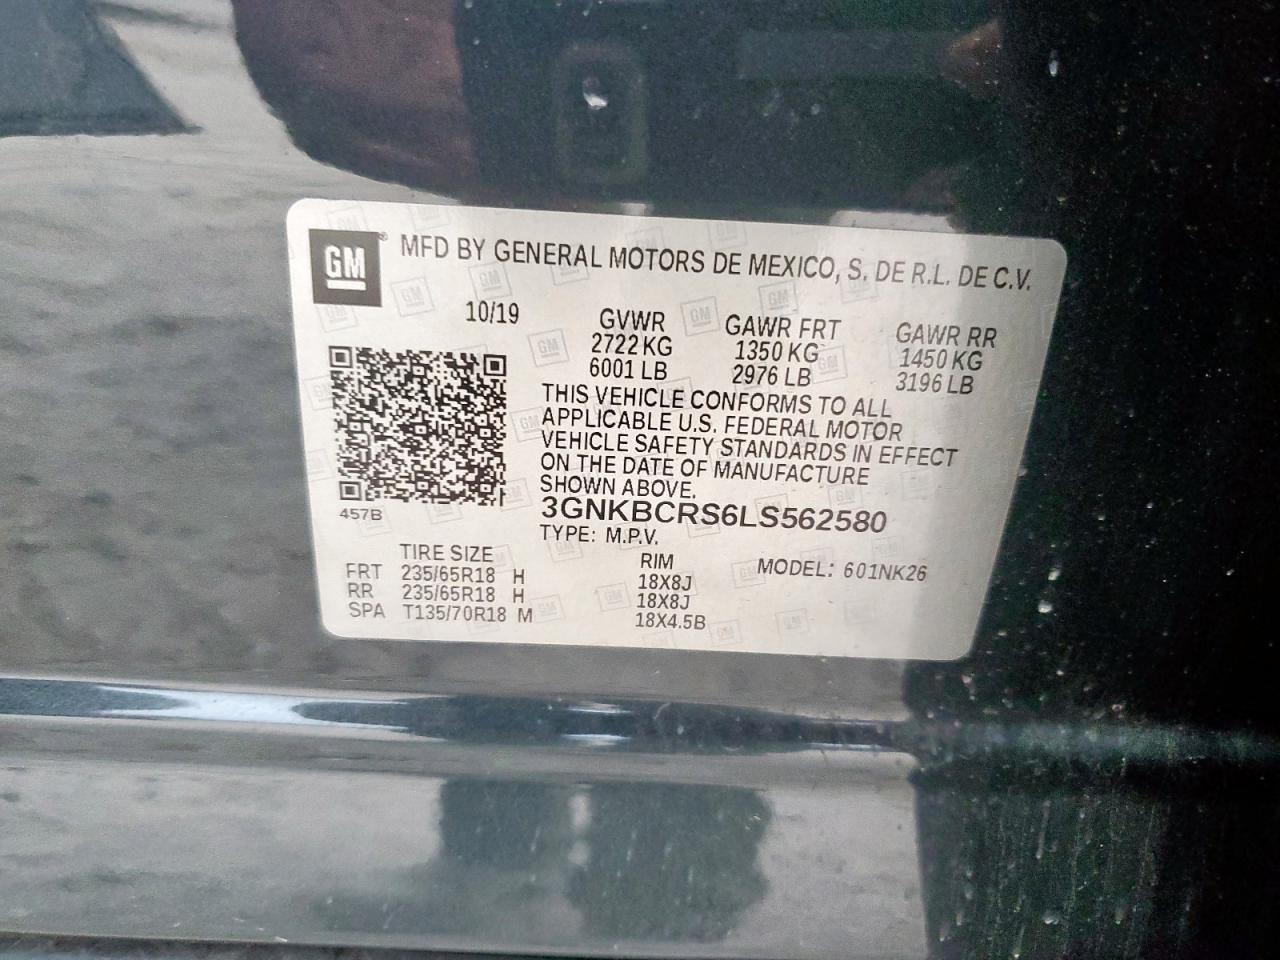 GM® MFD BY GENERAL MOTORS DE MEXICO, S. DE R.L. DE C.V.
10/19 GVWR GAWR FRT GAWR RR
2722 KG 1350 KG 1450 KG
6001 LB 2976 LB 3196 LB
THIS VEHICLE CONFORMS TO ALL
APPLICABLE U.S. FEDERAL MOTOR
VEHICLE SAFETY STANDARDS IN EFFECT
ON THE DATE OF MANUFACTURE
SHOWN ABOVE.
457B 3GNKBCRS6LS562580
TYPE: M.P.V.
TIRE SIZE RIM MODEL: 601NK26
FRT 235/65R18 H 18X8J
RR 235/65R18 H 18X8J
SPA T135/70R18 M 18X4.5B